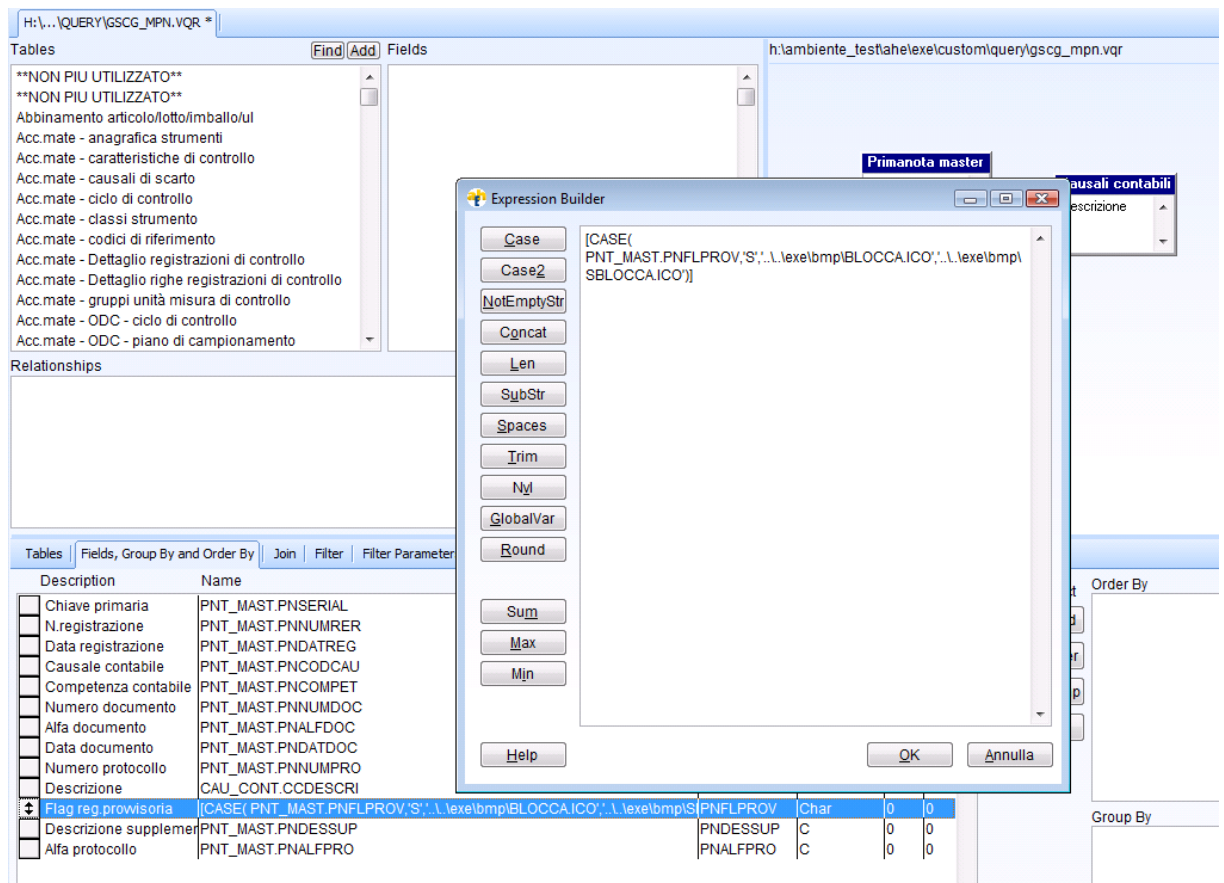 H:\...\QUERY\GSCG_MPN.VQR *
Tables Find Add Fields h:\ambiente_test\ahe\exe\custom\query\gscg_mpn.vqr
**NON PIU UTILIZZATO**
**NON PIU UTILIZZATO**
Abbinamento articolo/lotto/imballo/ul
Acc.mate - anagrafica strumenti
Acc.mate - caratteristiche di controllo
Acc.mate - causali di scarto
Acc.mate - ciclo di controllo
Acc.mate - classi strumento
Acc.mate - codici di riferimento
Acc.mate - Dettaglio registrazioni di controllo
Acc.mate - Dettaglio righe registrazioni di controllo
Acc.mate - gruppi unità misura di controllo
Acc.mate - ODC - ciclo di controllo
Acc.mate - ODC - piano di campionamento
Primanota master
ausali contabili
escrizione
Relationships
Expression Builder
Case
Case2
NotEmptyStr
Concat
Len
SubStr
Spaces
Trim
Nvl
GlobalVar
Round
Sum
Max
Min
Help
[CASE(
PNT_MAST.PNFLPROV,'S','..\..\exe\bmp\BLOCCA.ICO','..\..\exe\bmp\
SBLOCCA.ICO')]
OK Annulla
Tables Fields, Group By and Order By Join Filter Filter Parameter
Description Name
Chiave primaria PNT_MAST.PNSERIAL
N.registrazione PNT_MAST.PNNUMRER
Data registrazione PNT_MAST.PNDATREG
Causale contabile PNT_MAST.PNCODCAU
Competenza contabile PNT_MAST.PNCOMPET
Numero documento PNT_MAST.PNNUMDOC
Alfa documento PNT_MAST.PNALFDOC
Data documento PNT_MAST.PNDATDOC
Numero protocollo PNT_MAST.PNNUMPRO
Descrizione CAU_CONT.CCDESCRI
Flag reg.provvisoria [CASE( PNT_MAST.PNFLPROV,'S','..\..\exe\bmp\BLOCCA.ICO','..\..\exe\bmp\S PNFLPROV Char 0 0
Descrizione supplemer PNT_MAST.PNDESSUP PNDESSUP C 0 0
Alfa protocollo PNT_MAST.PNALFPRO PNALFPRO C 0 0
Order By
Group By